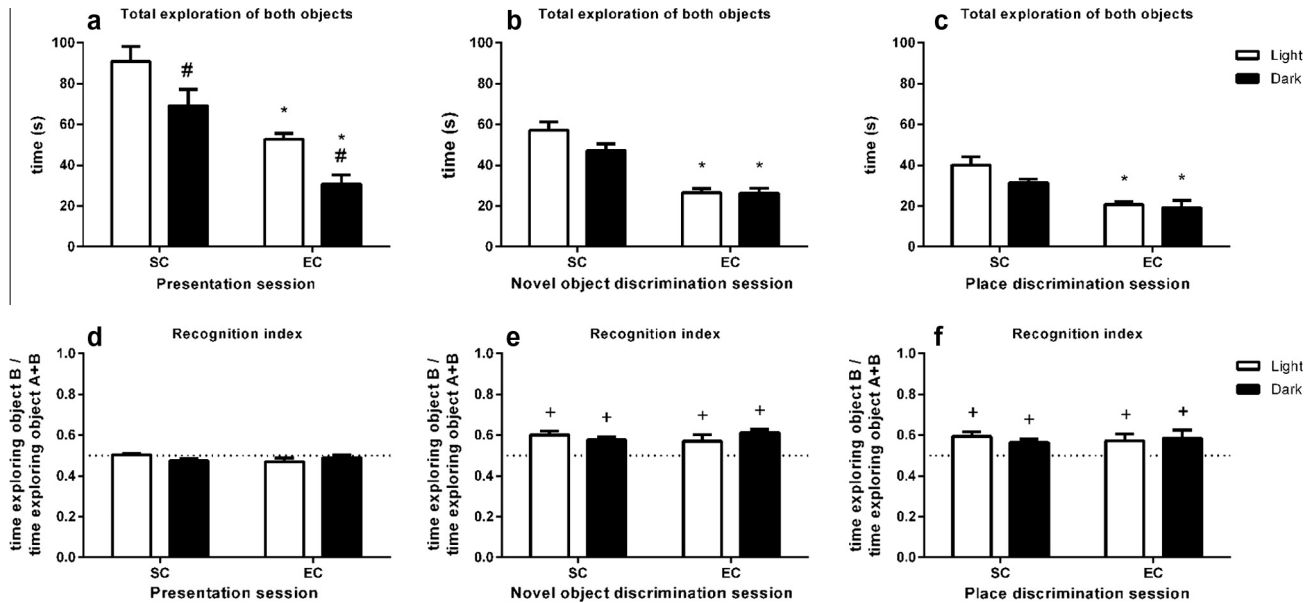 a Total exploration of both objects
100
80
60
40
20
0
time (s)
#
*
*
#
SC EC
Presentation session
b Total exploration of both objects
100
80
60
40
20
0
time (s)
* *
SC EC
Novel object discrimination session
c Total exploration of both objects
100
80
60
40
20
0
time (s)
* *
SC EC
Place discrimination session
Light
Dark
d Recognition index
1.0
0.8
0.6
0.4
0.2
0.0
time exploring object B /
time exploring object A+B
SC EC
Presentation session
e Recognition index
1.0
0.8
0.6
0.4
0.2
0.0
time exploring object B /
time exploring object A+B
+ + + +
SC EC
Novel object discrimination session
f Recognition index
1.0
0.8
0.6
0.4
0.2
0.0
time exploring object B /
time exploring object A+B
+ + + +
SC EC
Place discrimination session
Light
Dark